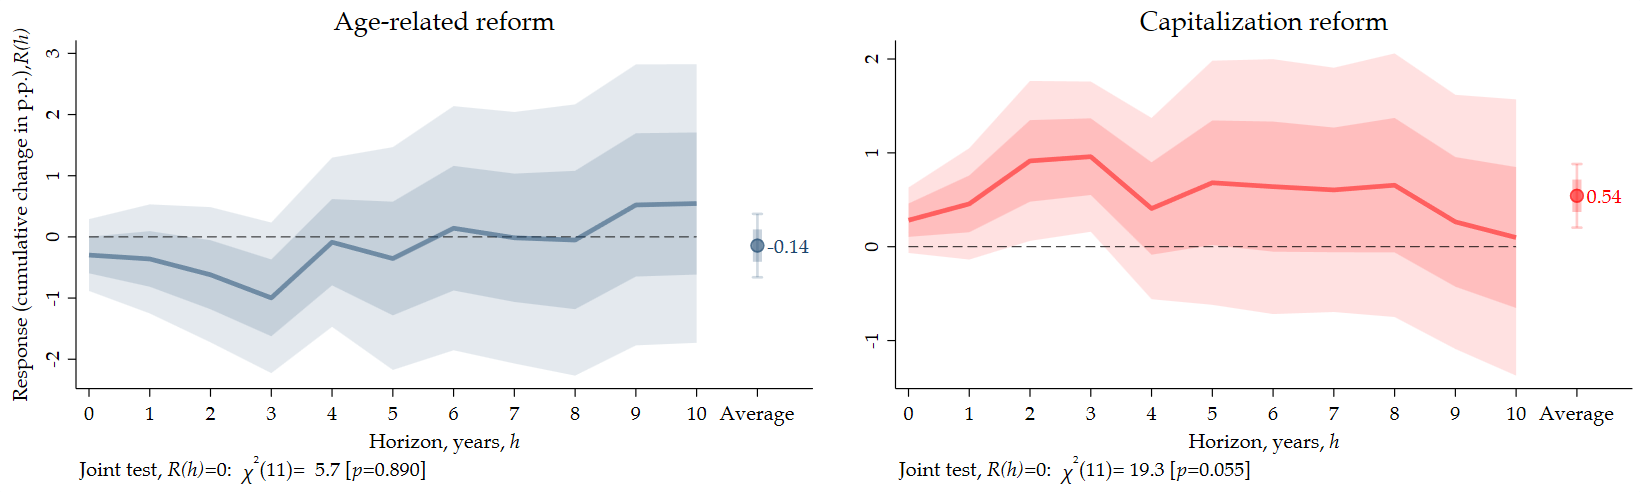 Age-related reform
Response (cumulative change in p.p.),R(h)
3
2
1
0
-1
-2
-0.14
0 1 2 3 4 5 6 7 8 9 10 Average
Horizon, years, h
Joint test, R(h)=0: χ²(11)= 5.7 [p=0.890]
Capitalization reform
2
1
0
-1
0.54
0 1 2 3 4 5 6 7 8 9 10 Average
Horizon, years, h
Joint test, R(h)=0: χ²(11)= 19.3 [p=0.055]